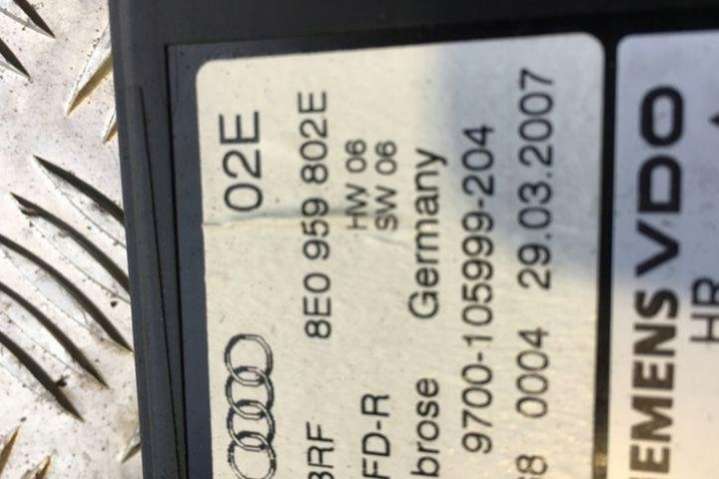 02E
8E0 959 802E
HW 06
FD-R SW 06
brose Germany
9700-105999-204
0004 29.03.2007
SIEMENS VDO
HR